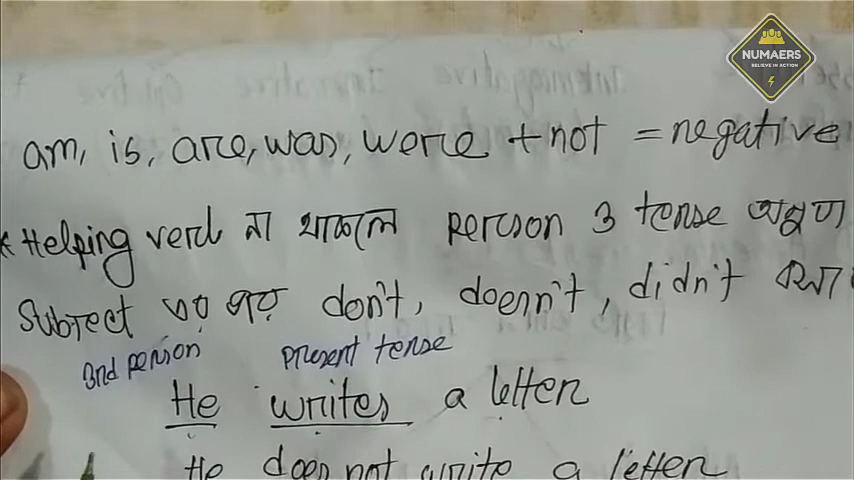 NUMAERS
BELIEVE IN ACTION
am, is, are, was, were + not = negative
* Helping verb না থাকলে person ও tense অনুযা
Subject এর পর don't, doesn't, didn't বসা
3rd person present tense
He writes a letter
He does not write a letter